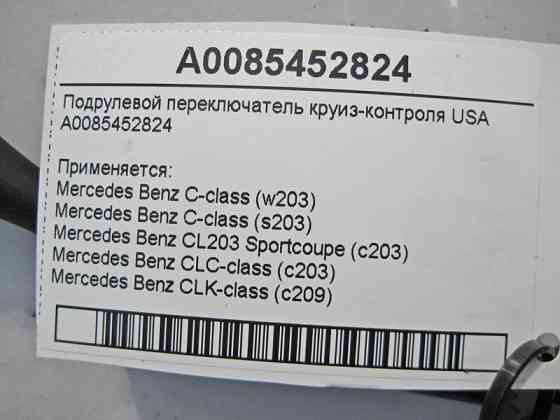 A0085452824
Подрулевой переключатель круиз-контроля USA
A0085452824
Применяется:
Mercedes Benz C-class (w203)
Mercedes Benz C-class (s203)
Mercedes Benz CL203 Sportcoupe (c203)
Mercedes Benz CLC-class (c203)
Mercedes Benz CLK-class (c209)